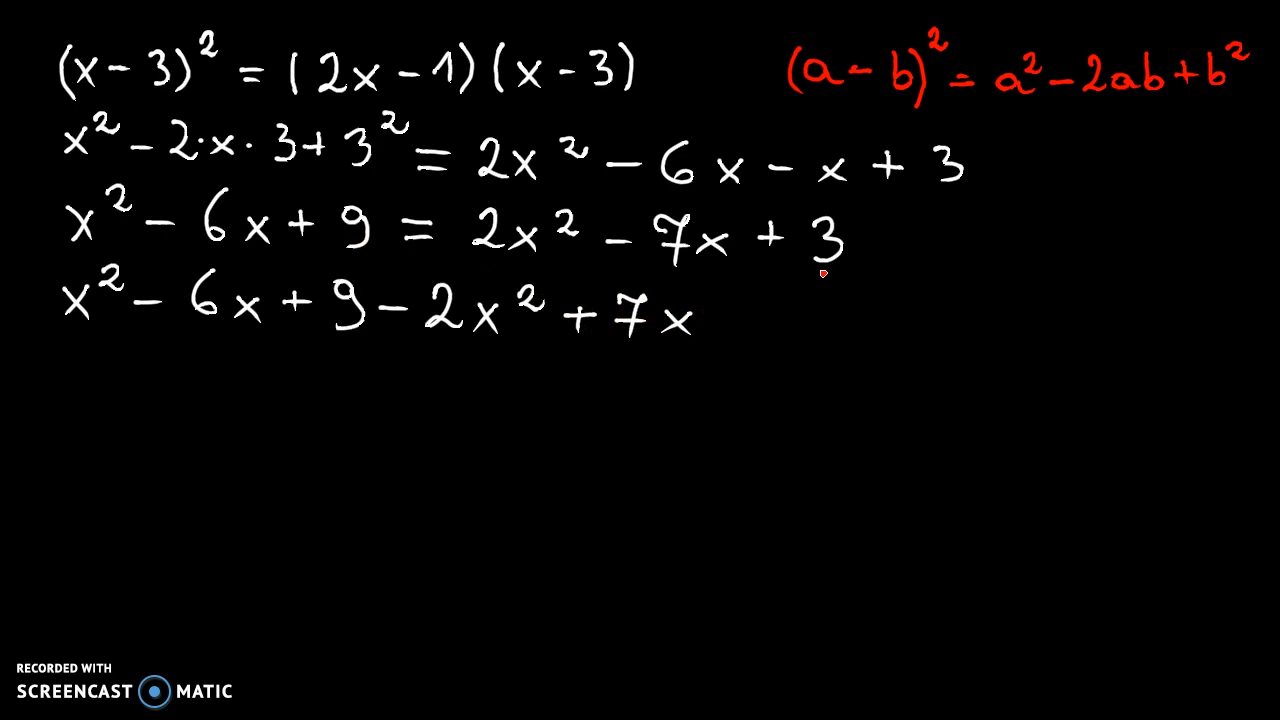 (x - 3)² = (2x - 1)(x - 3)
(a - b)² = a² - 2ab + b²
x² - 2·x·3 + 3² = 2x² - 6x - x + 3
x² - 6x + 9 = 2x² - 7x + 3
x² - 6x + 9 - 2x² + 7x
RECORDED WITH
SCREENCAST MATIC